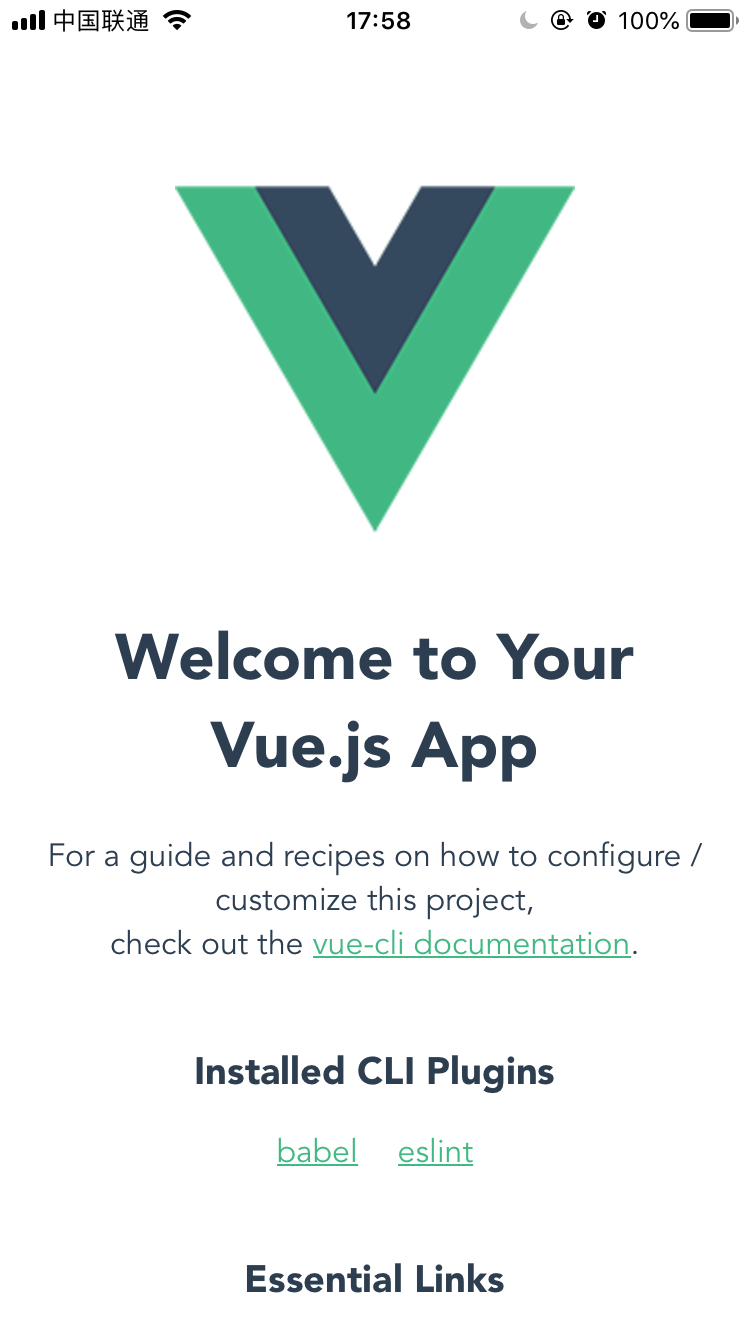 中国联通 17:58 100%
Welcome to Your
Vue.js App
For a guide and recipes on how to configure /
customize this project,
check out the vue-cli documentation.
Installed CLI Plugins
babel eslint
Essential Links